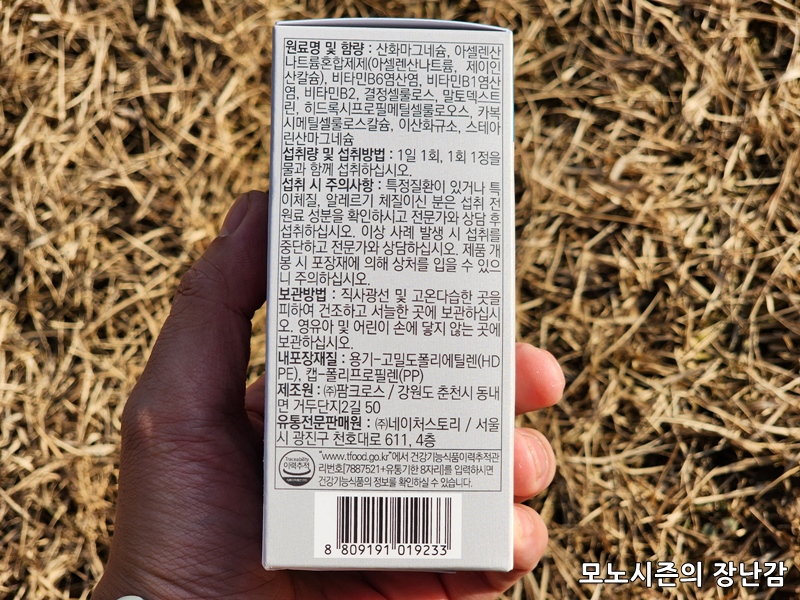 원료명 및 함량 : 산화마그네슘, 아셀렌산
나트륨혼합제제(아셀렌산나트륨, 제이인
산칼슘), 비타민B6염산염, 비타민B1염산
염, 비타민B2, 결정셀룰로스, 말토덱스트
린, 히드록시프로필메틸셀룰로오스, 카복
시메틸셀룰로스칼슘, 이산화규소, 스테아
린산마그네슘
섭취량 및 섭취방법 : 1일 1회, 1회 1정을
물과 함께 섭취하십시오.
섭취 시 주의사항 : 특정질환이 있거나 특
이체질, 알레르기 체질이신 분은 섭취 전
원료 성분을 확인하시고 전문가와 상담 후
섭취하십시오. 이상 사례 발생 시 섭취를
중단하고 전문가와 상담하십시오. 제품 개
봉 시 포장재에 의해 상처를 입을 수 있으
니 주의하십시오.
보관방법 : 직사광선 및 고온다습한 곳을
피하여 건조하고 서늘한 곳에 보관하십시
오. 영유아 및 어린이 손에 닿지 않는 곳에
보관하십시오.
내포장재질 : 용기-고밀도폴리에틸렌(HD
PE), 캡-폴리프로필렌(PP)
제조원 : ㈜팜크로스 / 강원도 춘천시 동내
면 거두단지2길 50
유통전문판매원 : ㈜네이처스토리 / 서울
시 광진구 천호대로 611, 4층
"www.tfood.go.kr"에서 건강기능식품이력추적관
리번호[7887521+유통기한 8자리]를 입력하시면
건강기능식품의 정보를 확인하실 수 있습니다.
이력추적
8 809191 019233
모노시즌의 장난감